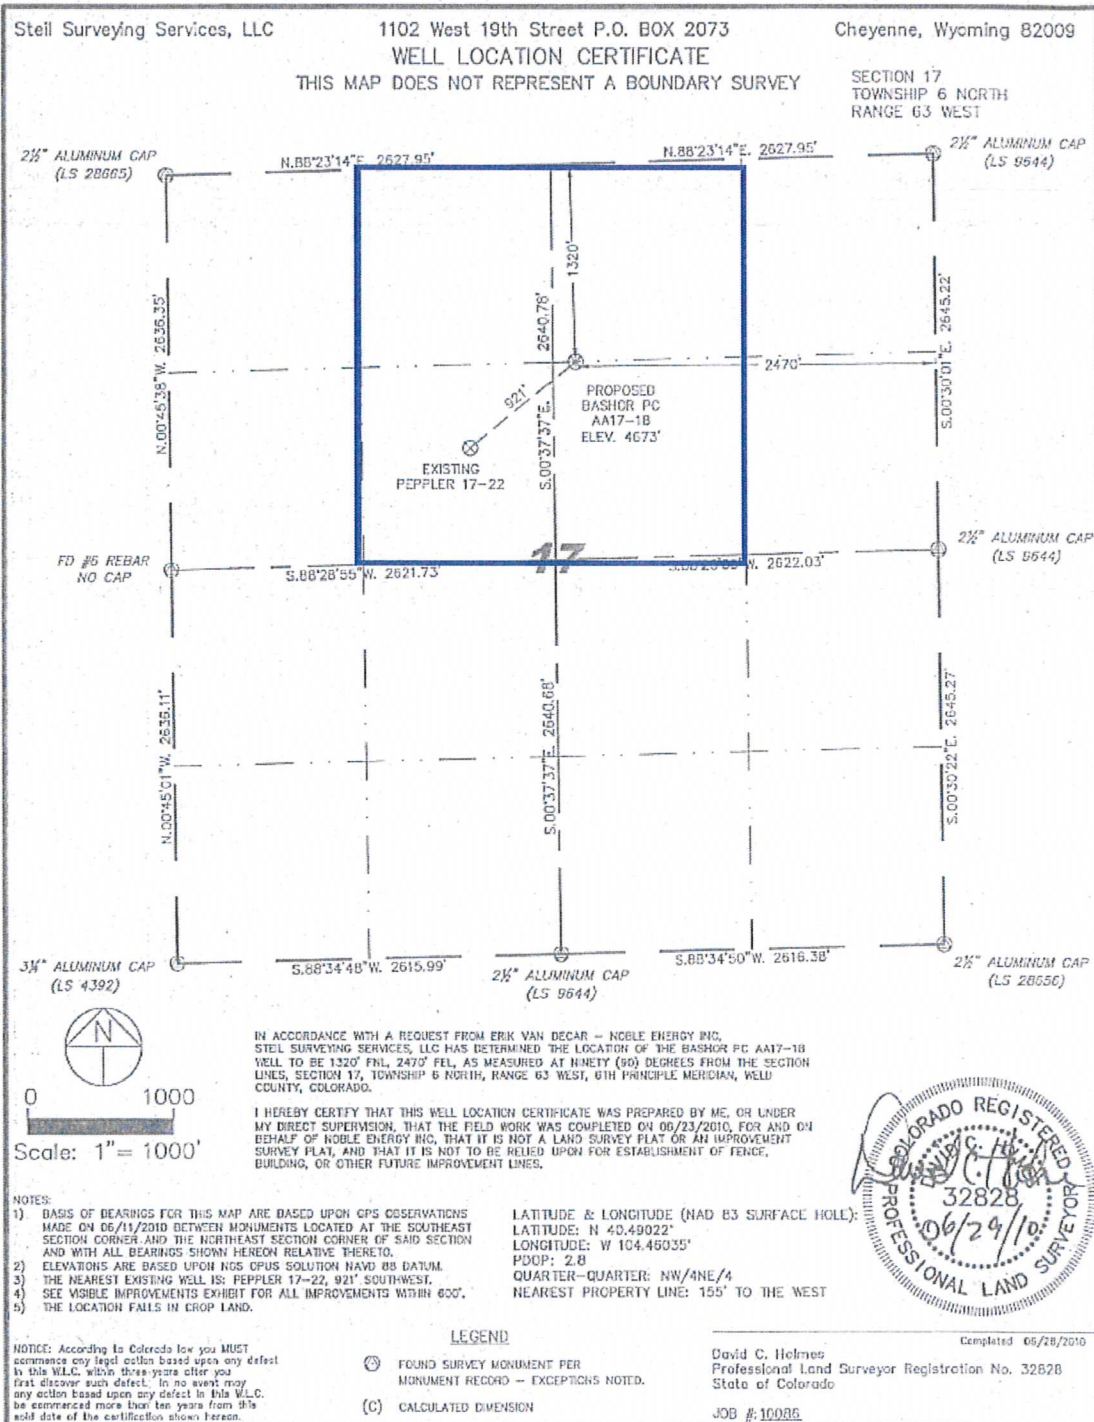 Steil Surveying Services, LLC 1102 West 19th Street P.O. BOX 2073 Cheyenne, Wyoming 82009
WELL LOCATION CERTIFICATE
THIS MAP DOES NOT REPRESENT A BOUNDARY SURVEY
SECTION 17
TOWNSHIP 6 NORTH
RANGE 63 WEST
2½" ALUMINUM CAP
(LS 28665)
N.88°23'14"E. 2627.95'
N.88°23'14"E. 2627.95'
2½" ALUMINUM CAP
(LS 9644)
1320'
N.00°45'38"W. 2636.35'
2640.78'
S.00°37'37"E.
S.00°30'01"E. 2645.22'
2470'
921'
PROPOSED
BASHOR PC
AA17-18
ELEV. 4673'
EXISTING
PEPPLER 17-22
FD #6 REBAR
NO CAP
17
2½" ALUMINUM CAP
(LS 9644)
S.88°28'55"W. 2621.73'
W. 2622.03'
N.00°45'01"W. 2636.11'
S.00°37'37"E. 2640.68'
S.00°30'22"E. 2645.27'
3¼" ALUMINUM CAP
(LS 4392)
S.88°34'48"W. 2615.99'
2½" ALUMINUM CAP
(LS 9644)
S.88°34'50"W. 2616.38'
2½" ALUMINUM CAP
(LS 28656)
N
0 1000
Scale: 1"= 1000'
IN ACCORDANCE WITH A REQUEST FROM ERIK VAN DECAR – NOBLE ENERGY INC,
STEIL SURVEYING SERVICES, LLC HAS DETERMINED THE LOCATION OF THE BASHOR PC AA17-18
WELL TO BE 1320' FNL, 2470' FEL, AS MEASURED AT NINETY (90) DEGREES FROM THE SECTION
LINES, SECTION 17, TOWNSHIP 6 NORTH, RANGE 63 WEST, 6TH PRINCIPLE MERIDIAN, WELD
COUNTY, COLORADO.
I HEREBY CERTIFY THAT THIS WELL LOCATION CERTIFICATE WAS PREPARED BY ME, OR UNDER
MY DIRECT SUPERVISION, THAT THE FIELD WORK WAS COMPLETED ON 06/23/2010, FOR AND ON
BEHALF OF NOBLE ENERGY INC, THAT IT IS NOT A LAND SURVEY PLAT OR AN IMPROVEMENT
SURVEY PLAT, AND THAT IT IS NOT TO BE RELIED UPON FOR ESTABLISHMENT OF FENCE,
BUILDING, OR OTHER FUTURE IMPROVEMENT LINES.
COLORADO REGISTERED
DAVID C. HOLMES
32828
06/29/10
PROFESSIONAL LAND SURVEYOR
NOTES:
1) BASIS OF BEARINGS FOR THIS MAP ARE BASED UPON GPS OBSERVATIONS
MADE ON 06/11/2010 BETWEEN MONUMENTS LOCATED AT THE SOUTHEAST
SECTION CORNER AND THE NORTHEAST SECTION CORNER OF SAID SECTION
AND WITH ALL BEARINGS SHOWN HEREON RELATIVE THERETO.
2) ELEVATIONS ARE BASED UPON NGS OPUS SOLUTION NAVD 88 DATUM.
3) THE NEAREST EXISTING WELL IS: PEPPLER 17-22, 921' SOUTHWEST.
4) SEE VISIBLE IMPROVEMENTS EXHIBIT FOR ALL IMPROVEMENTS WITHIN 600'.
5) THE LOCATION FALLS IN CROP LAND.
LATITUDE & LONGITUDE (NAD 83 SURFACE HOLE):
LATITUDE: N 40.49022°
LONGITUDE: W 104.46035°
PDOP: 2.8
QUARTER-QUARTER: NW/4NE/4
NEAREST PROPERTY LINE: 155' TO THE WEST
NOTICE: According to Colorado law you MUST
commence any legal action based upon any defect
in this W.L.C. within three years after you
first discover such defect. In no event may
any action based upon any defect in this W.L.C.
be commenced more than ten years from this
said date of the certification shown hereon.
LEGEND
FOUND SURVEY MONUMENT PER
MONUMENT RECORD – EXCEPTIONS NOTED.
(C) CALCULATED DIMENSION
Completed 06/28/2010
David C. Holmes
Professional Land Surveyor Registration No. 32828
State of Colorado
JOB #: 10086